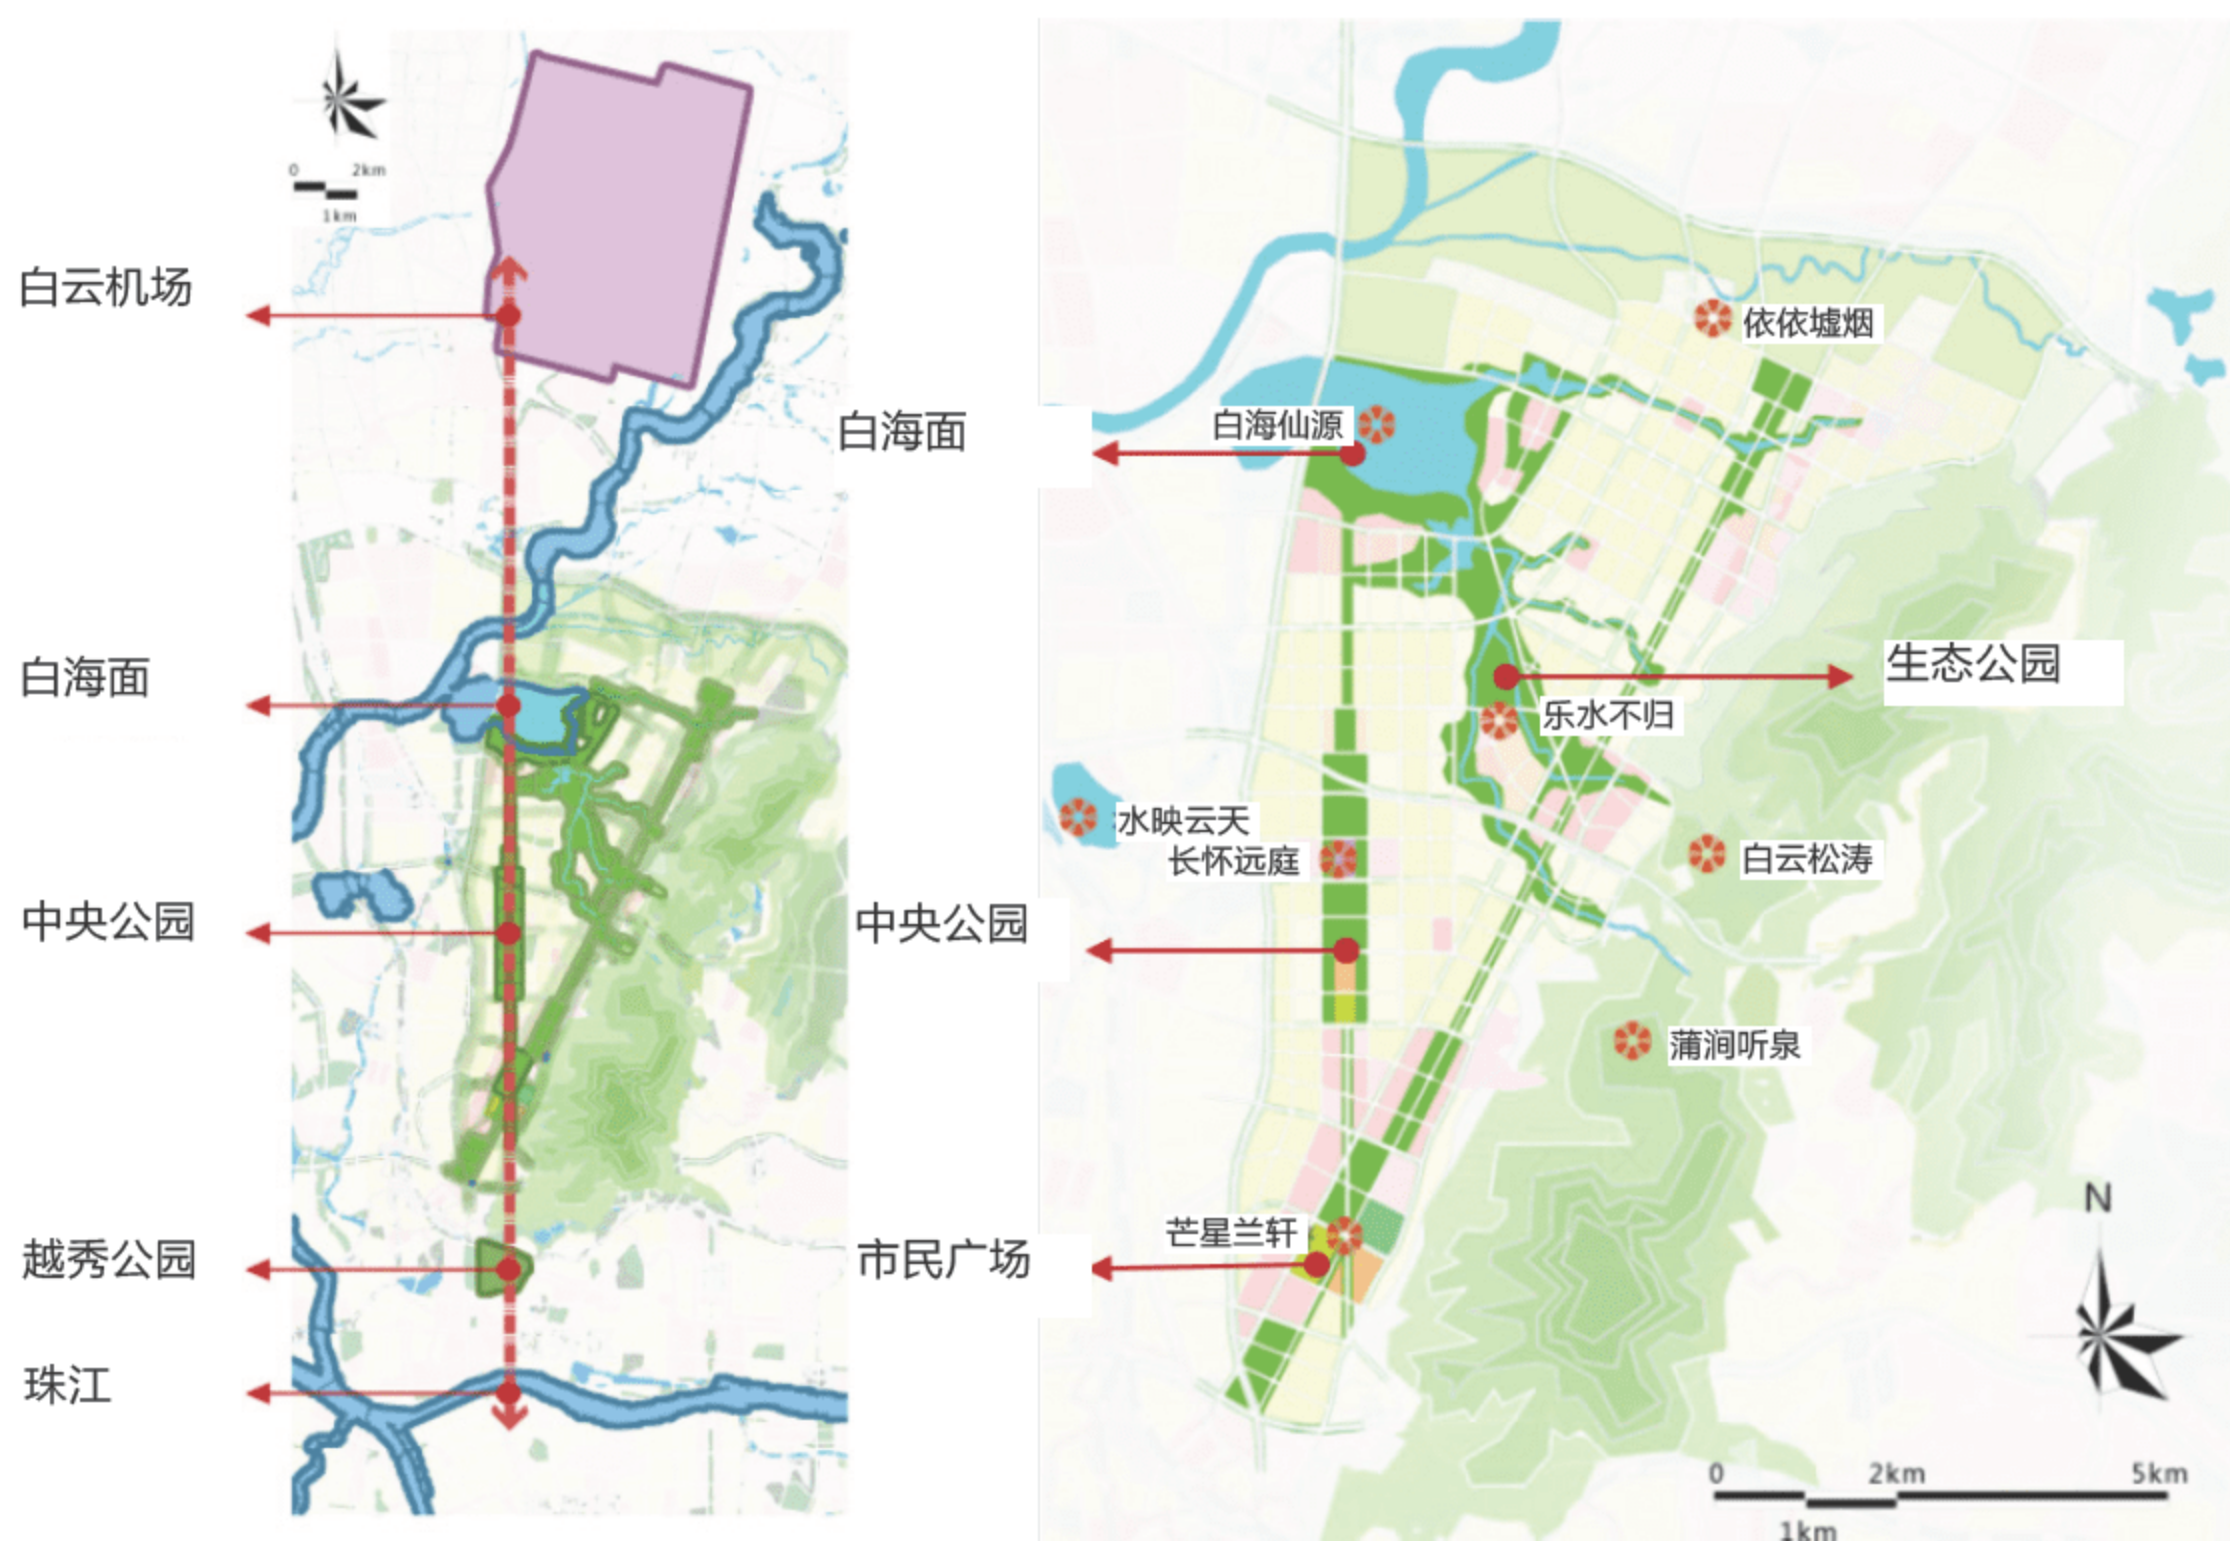 0 2km
1km
白云机场
白海面
中央公园
越秀公园
珠江
白海面
中央公园
市民广场
依依墟烟
白海仙源
生态公园
乐水不归
水映云天
长怀远庭
白云松涛
蒲涧听泉
芒星兰轩
N
0 2km 5km
1km